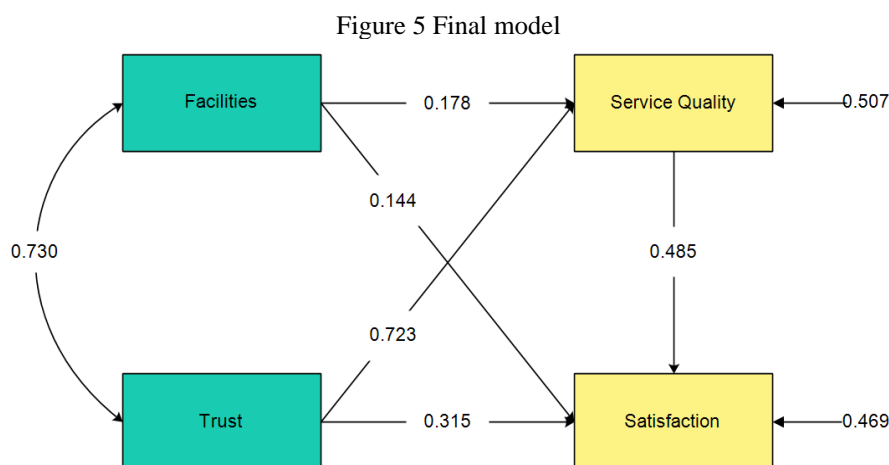 Figure 5 Final model
Facilities
0.178
Service Quality
0.507
0.144
0.730
0.485
0.723
Trust
0.315
Satisfaction
0.469